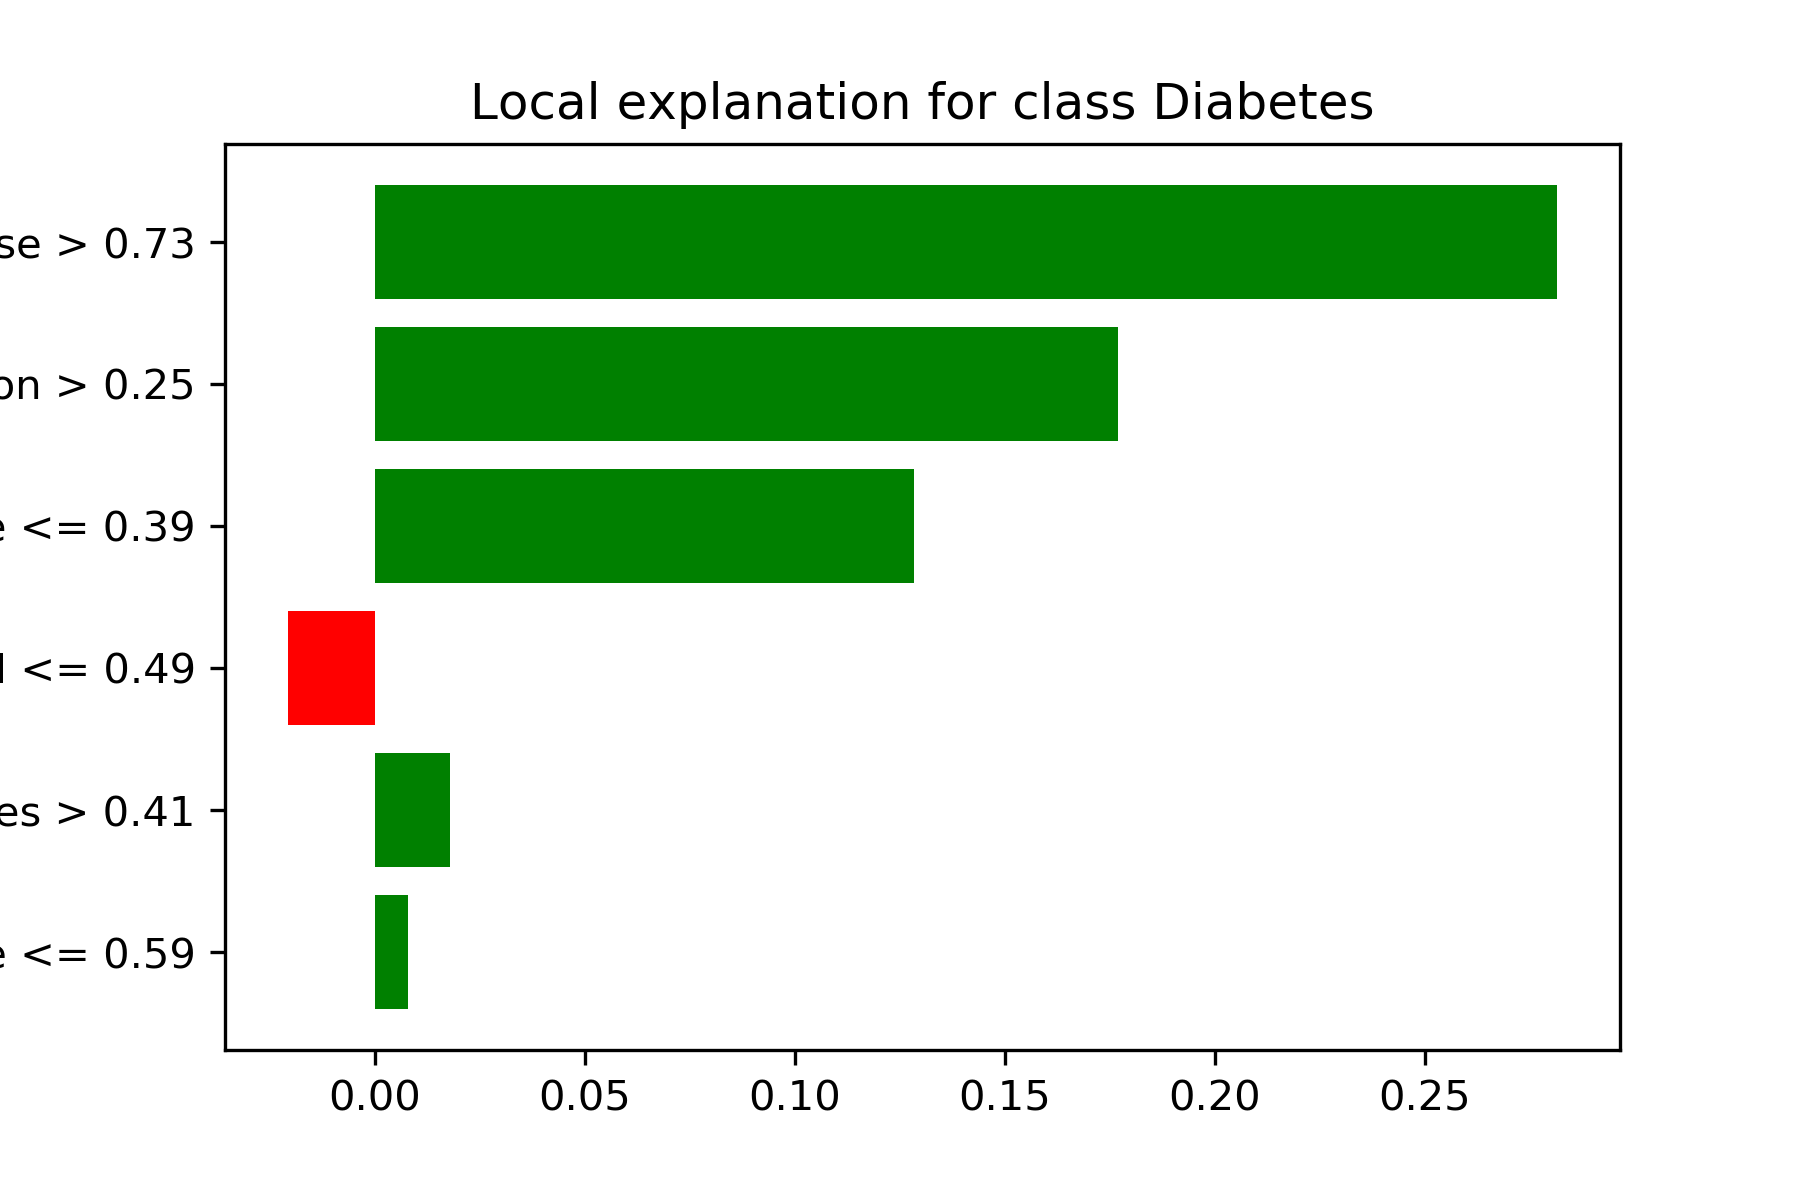 Local explanation for class Diabetes
se > 0.73
on > 0.25
e <= 0.39
<= 0.49
es > 0.41
e <= 0.59
0.00 0.05 0.10 0.15 0.20 0.25